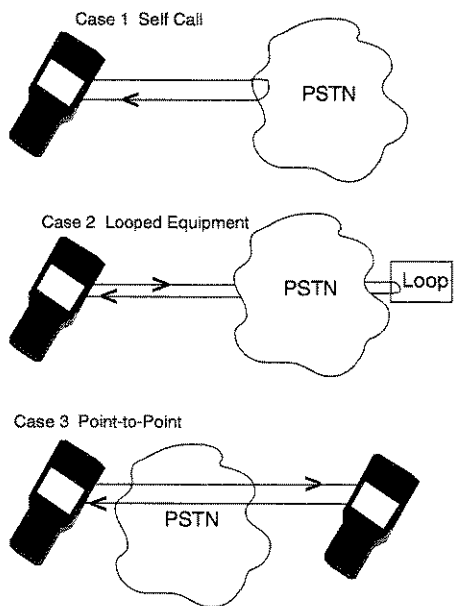 Case 1 Self Call
PSTN
Case 2 Looped Equipment
PSTN
Loop
Case 3 Point-to-Point
PSTN